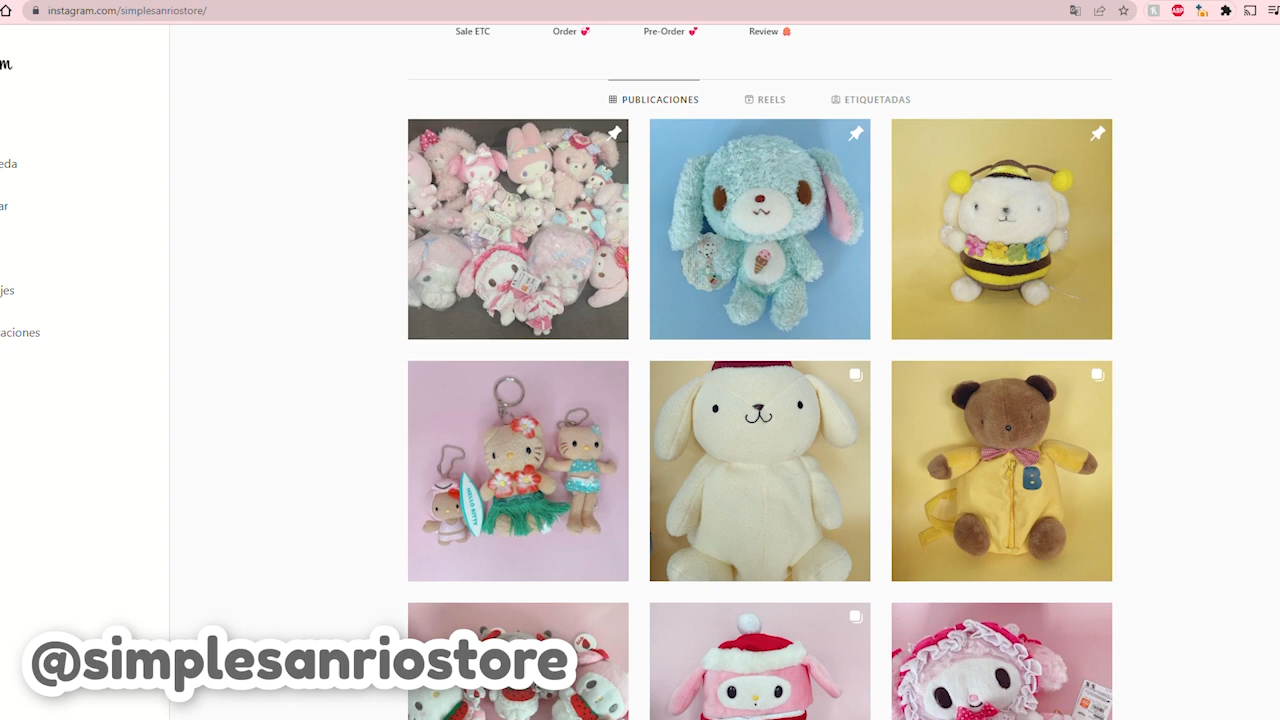 instagram.com/simplesanriostore/
ABP
m
Sale ETC
Order 💕
Pre-Order 💕
Review
PUBLICACIONES
REELS
ETIQUETADAS
eda
ar
jes
aciones
HELLO KITTY
B
@simplesanriostore